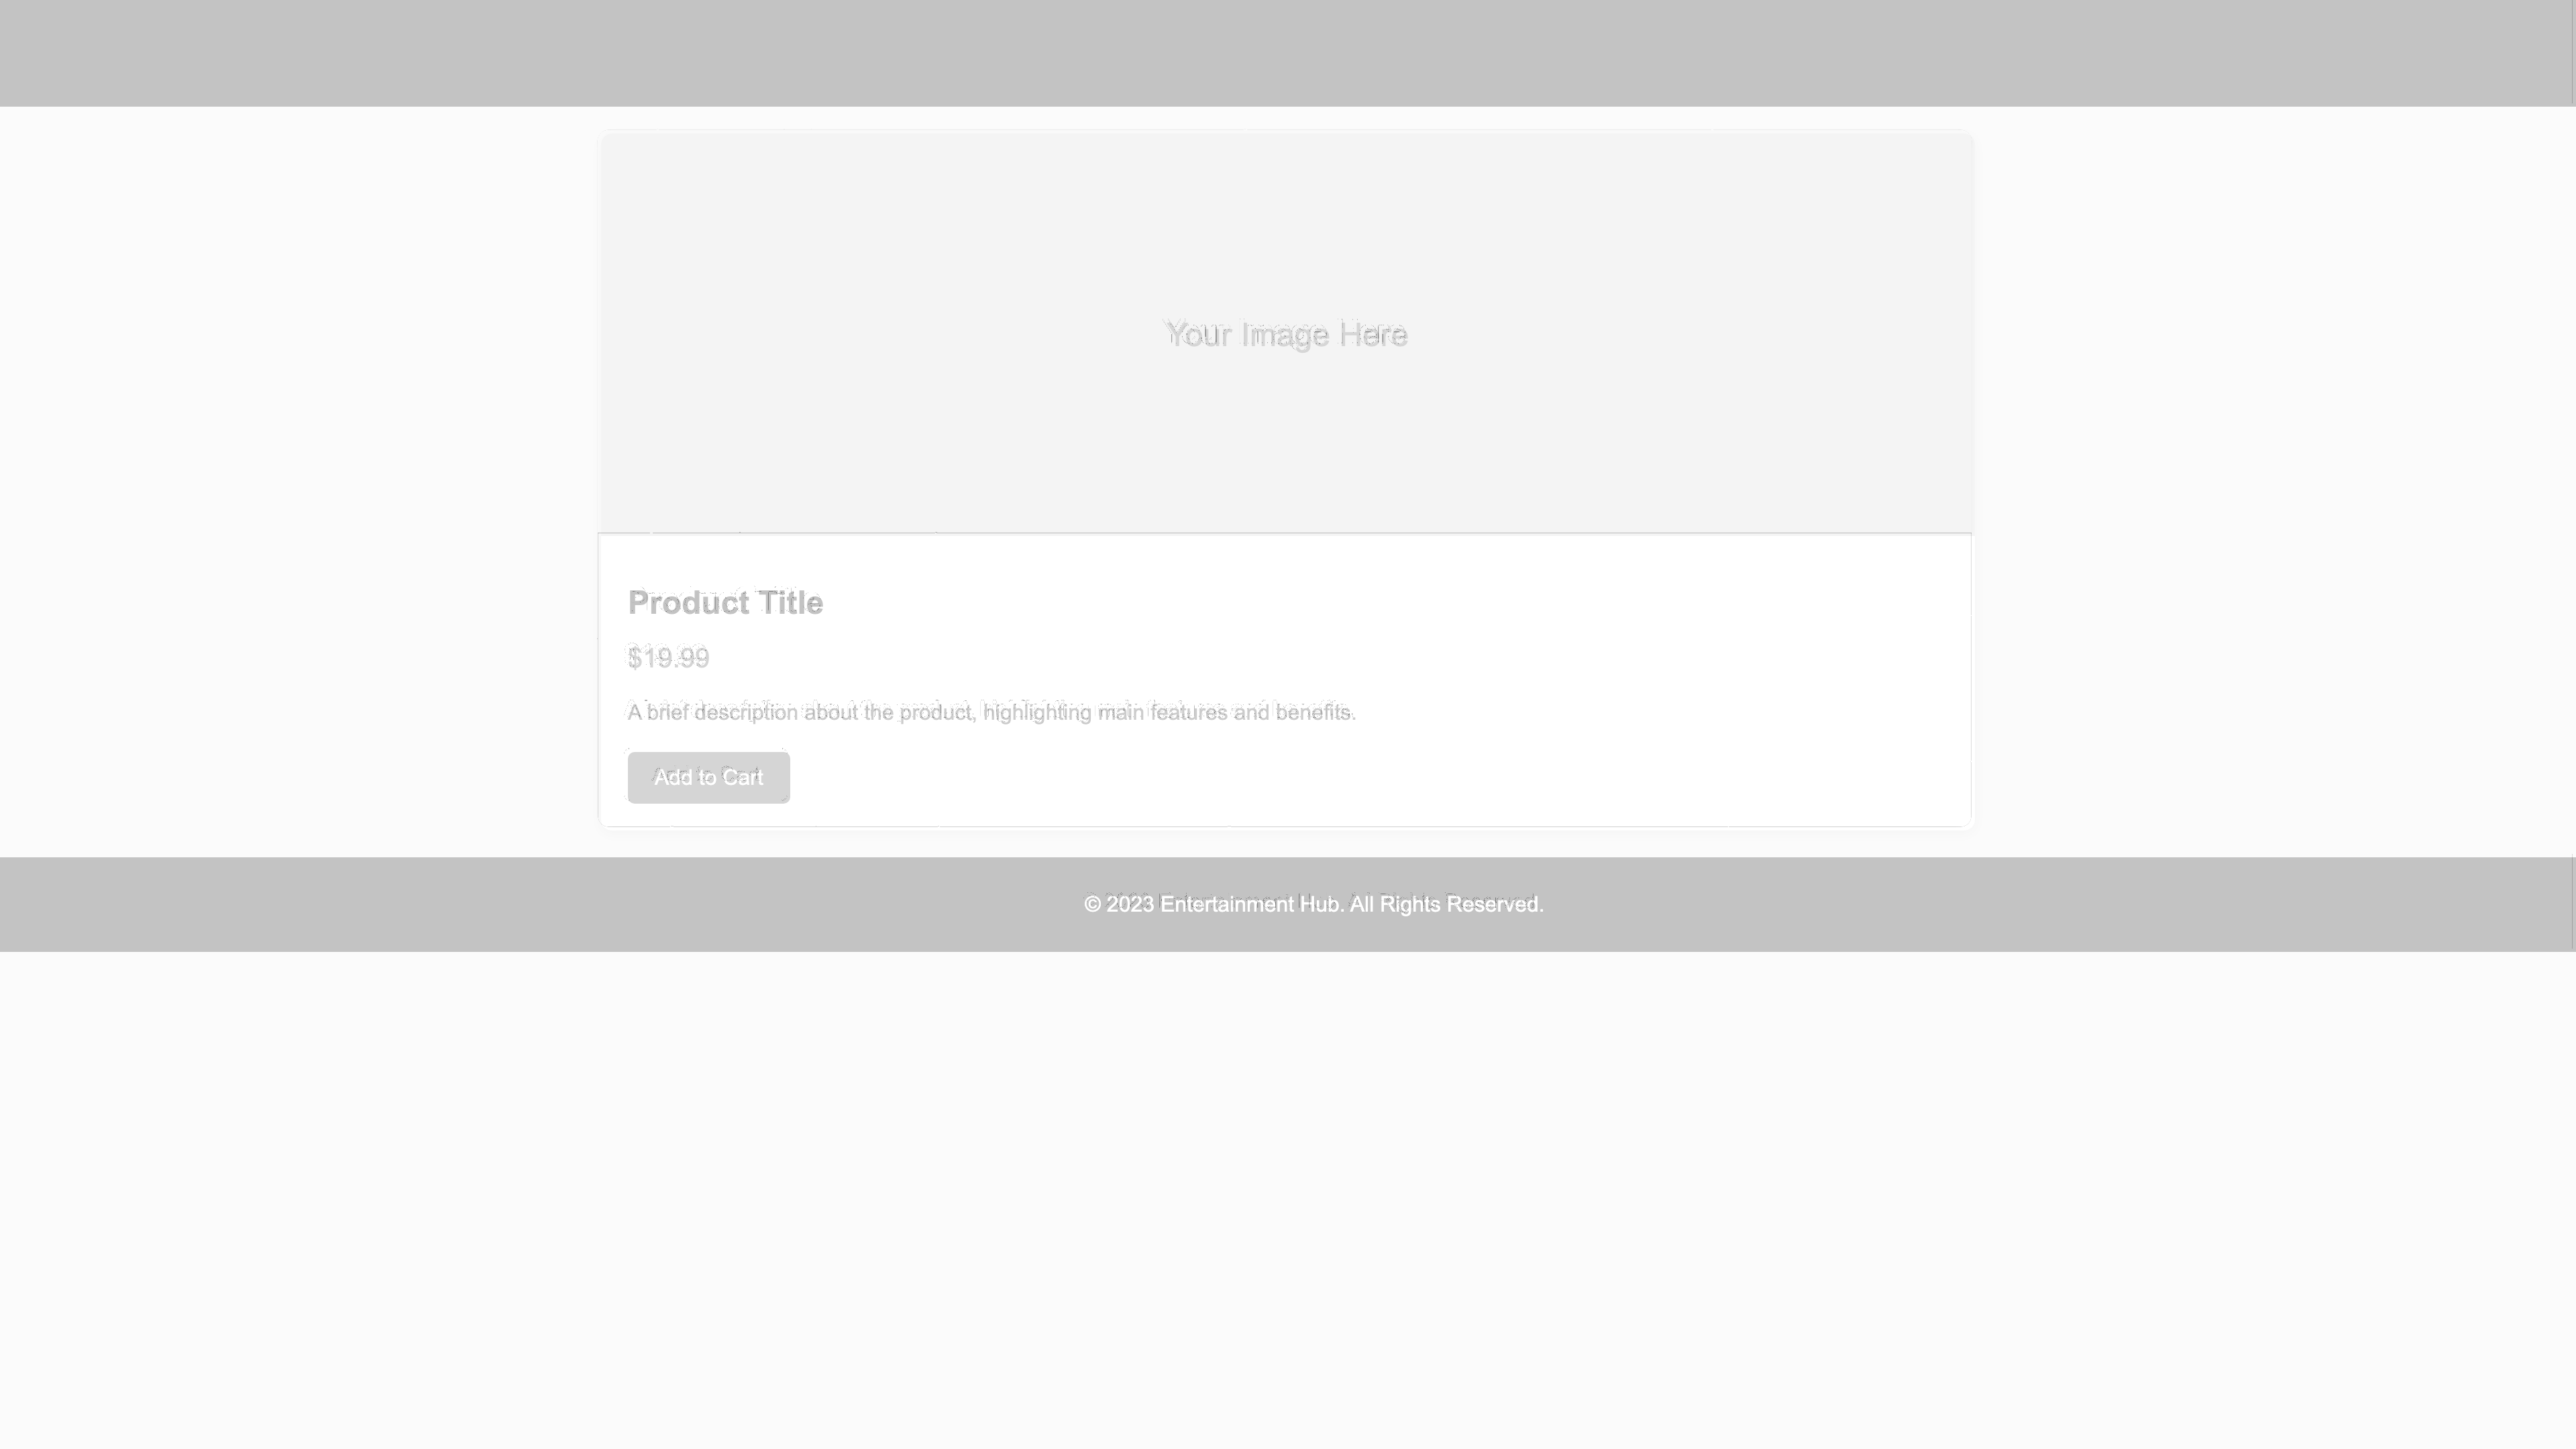 Your Image Here
Product Title
$19.99
A brief description about the product, highlighting main features and benefits.
Add to Cart
© 2023 Entertainment Hub. All Rights Reserved.